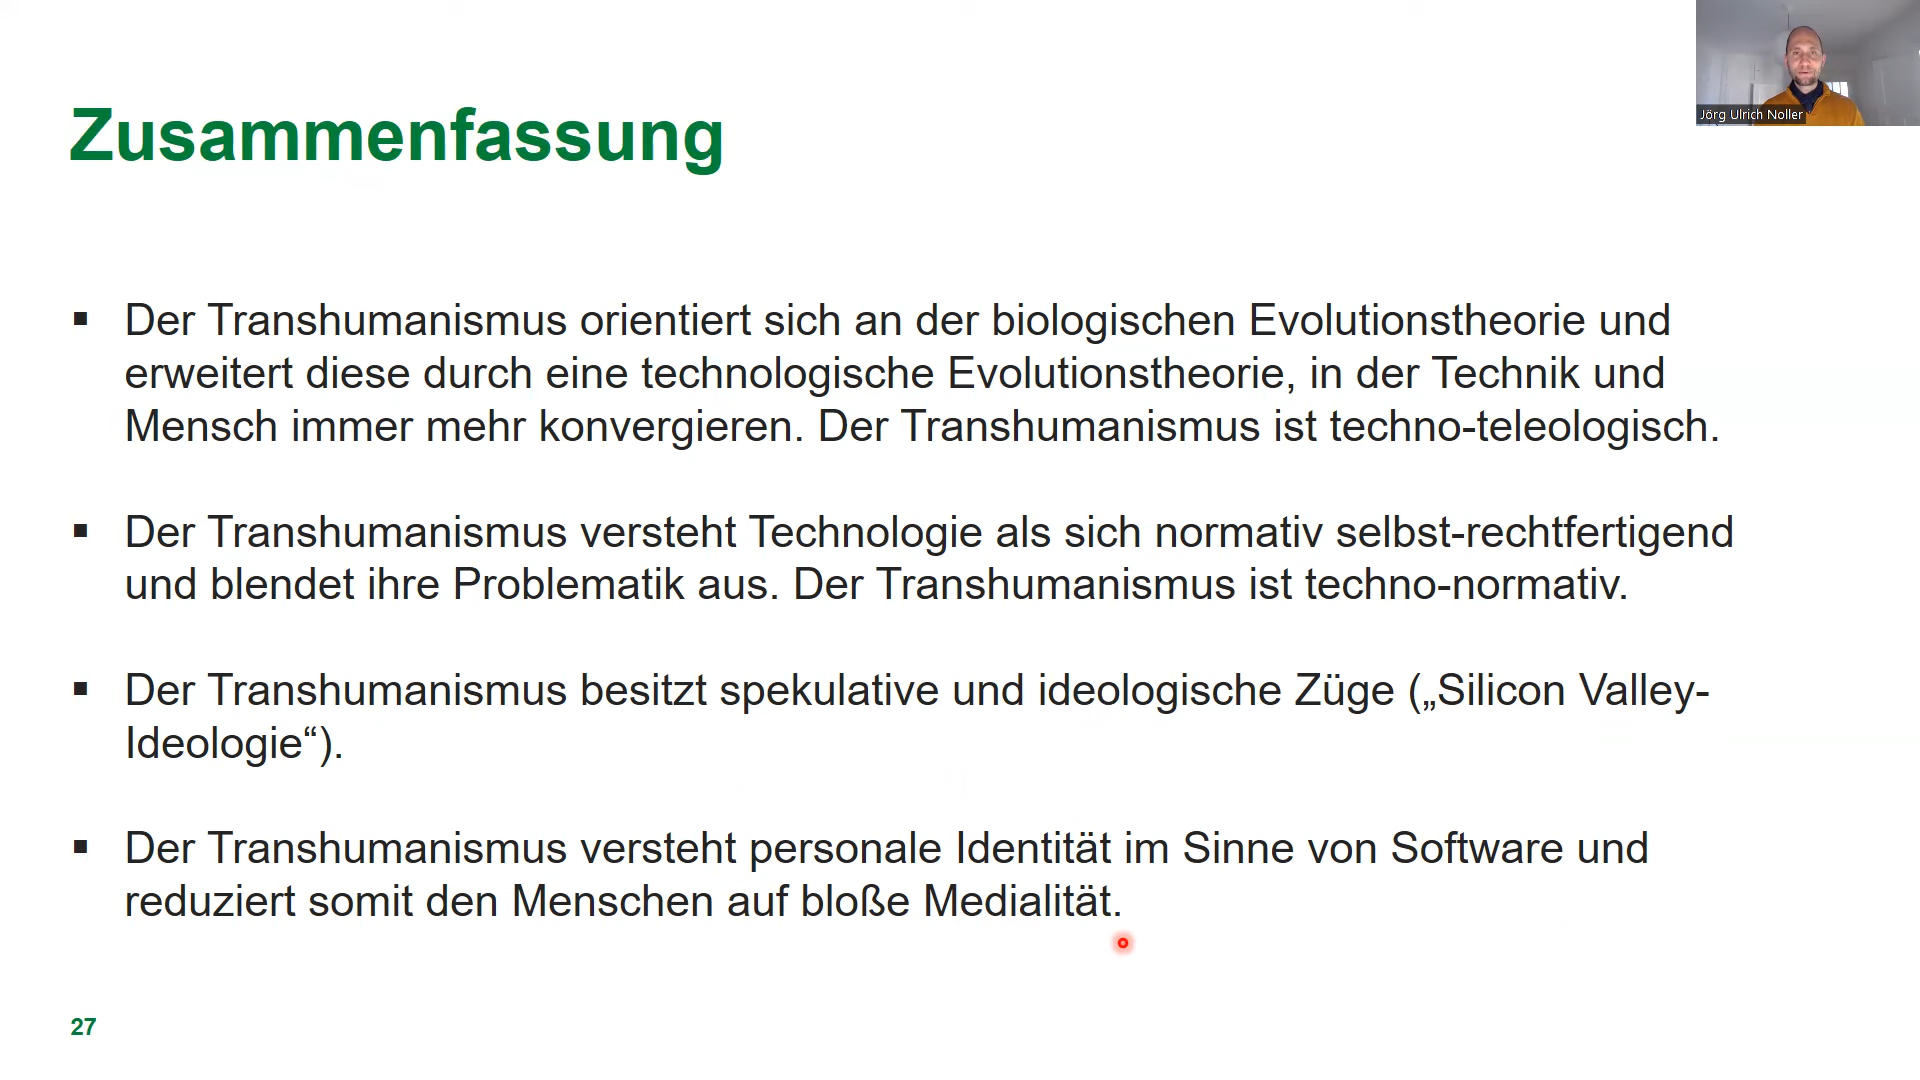 Jörg Ulrich Noller
Zusammenfassung
▪ Der Transhumanismus orientiert sich an der biologischen Evolutionstheorie und
erweitert diese durch eine technologische Evolutionstheorie, in der Technik und
Mensch immer mehr konvergieren. Der Transhumanismus ist techno-teleologisch.
▪ Der Transhumanismus versteht Technologie als sich normativ selbst-rechtfertigend
und blendet ihre Problematik aus. Der Transhumanismus ist techno-normativ.
▪ Der Transhumanismus besitzt spekulative und ideologische Züge („Silicon Valley-
Ideologie“).
▪ Der Transhumanismus versteht personale Identität im Sinne von Software und
reduziert somit den Menschen auf bloße Medialität.
27